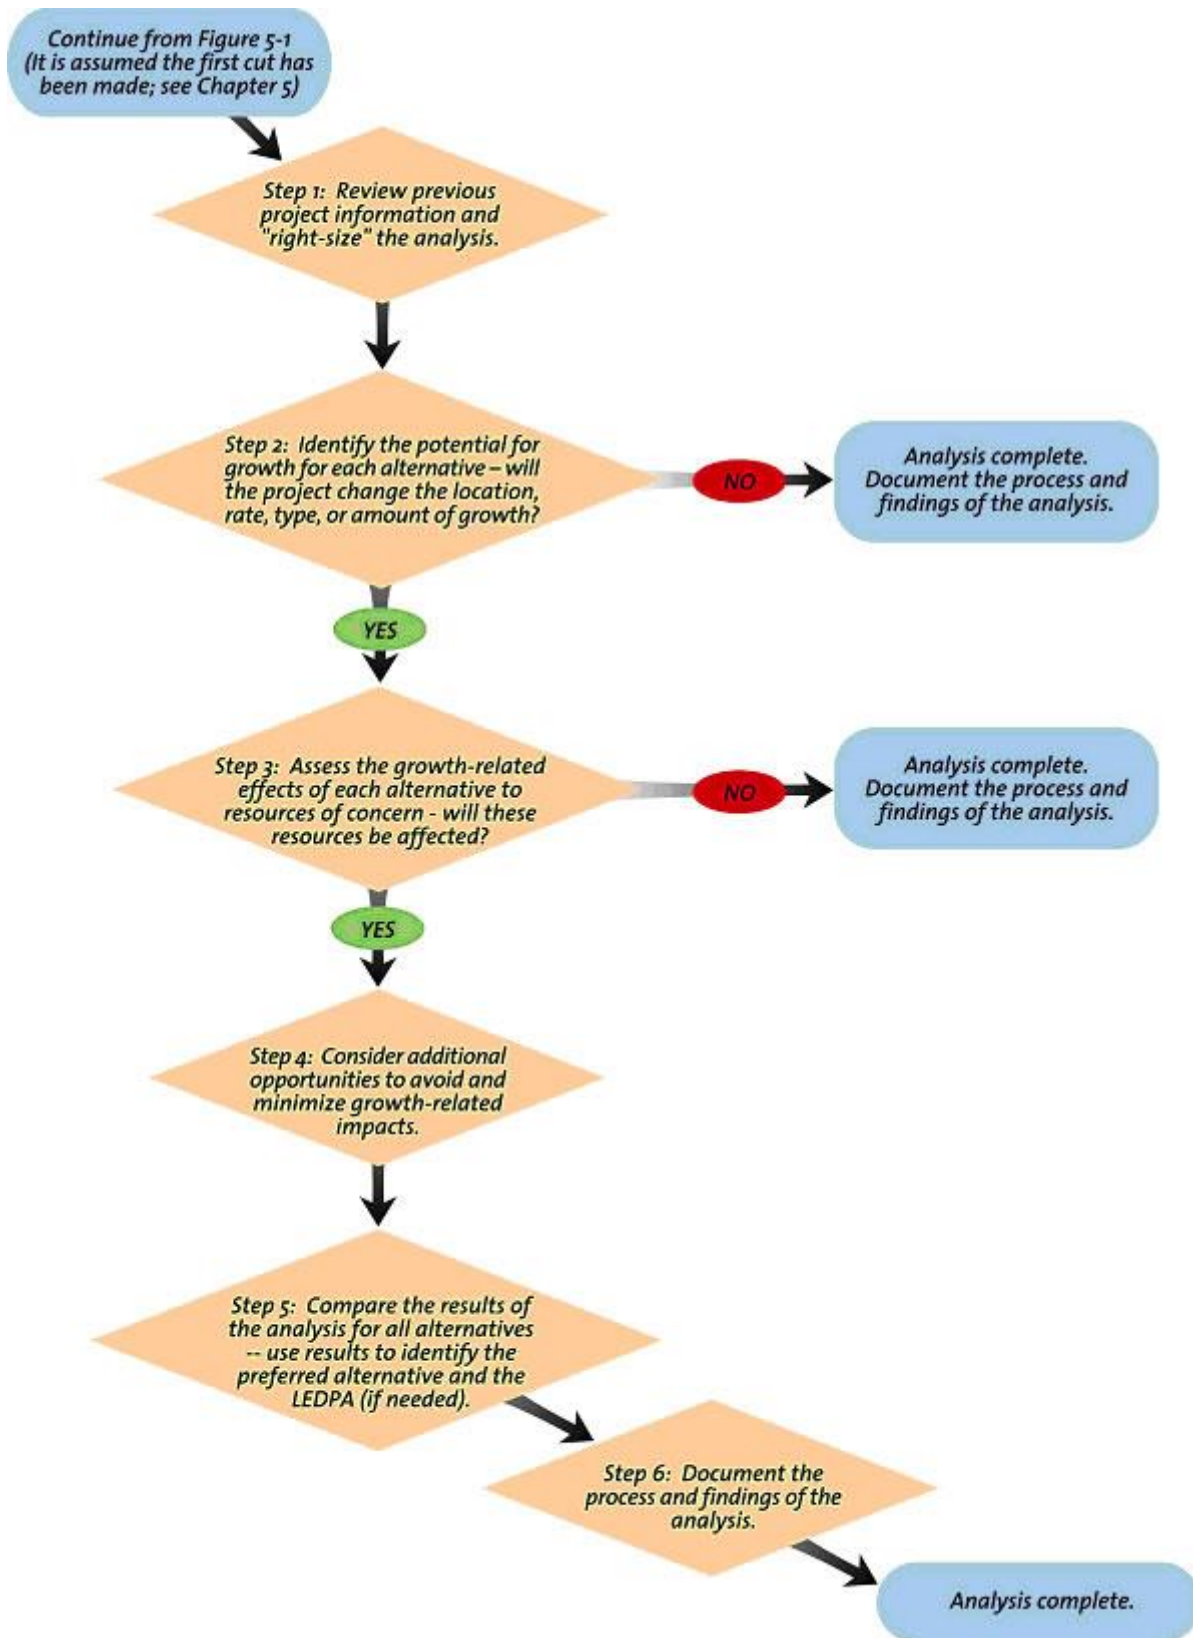 Continue from Figure 5-1
(It is assumed the first cut has
been made; see Chapter 5)
Step 1:  Review previous
project information and
"right-size" the analysis.
Step 2:  Identify the potential for
growth for each alternative – will
the project change the location,
rate, type, or amount of growth?
NO
Analysis complete.
Document the process and
findings of the analysis.
YES
Step 3:  Assess the growth-related
effects of each alternative to
resources of concern - will these
resources be affected?
NO
Analysis complete.
Document the process and
findings of the analysis.
YES
Step 4:  Consider additional
opportunities to avoid and
minimize growth-related
impacts.
Step 5:  Compare the results of
the analysis for all alternatives
-- use results to identify the
preferred alternative and the
LEDPA (if needed).
Step 6:  Document the
process and findings of the
analysis.
Analysis complete.